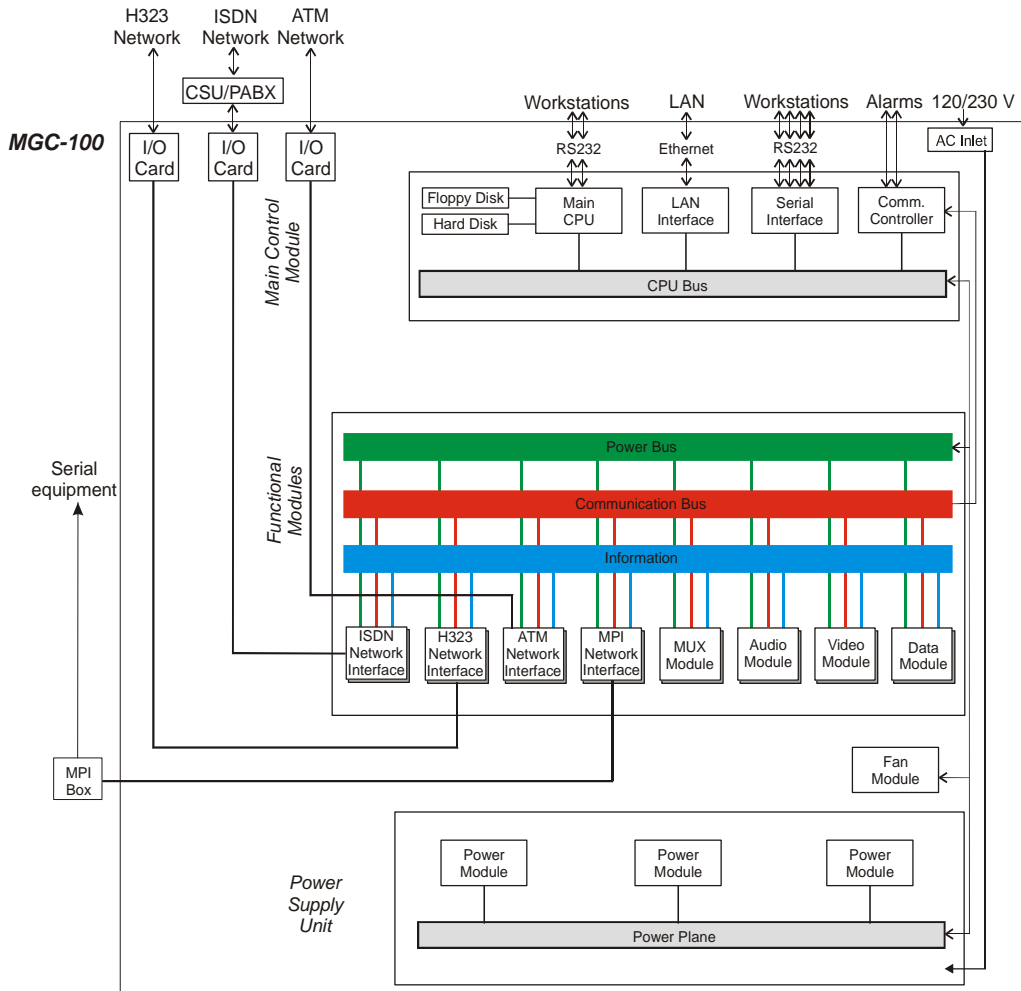 H323
Network
ISDN
Network
ATM
Network
CSU/PABX
Workstations
LAN
Workstations
Alarms
120/230 V
MGC-100
I/O
Card
I/O
Card
I/O
Card
RS232
Ethernet
RS232
AC Inlet
Main Control
Module
Floppy Disk
Hard Disk
Main
CPU
LAN
Interface
Serial
Interface
Comm.
Controller
CPU Bus
Functional
Modules
Power Bus
Communication Bus
Information
Serial
equipment
ISDN
Network
Interface
H323
Network
Interface
ATM
Network
Interface
MPI
Network
Interface
MUX
Module
Audio
Module
Video
Module
Data
Module
MPI
Box
Fan
Module
Power
Supply
Unit
Power
Module
Power
Module
Power
Module
Power Plane